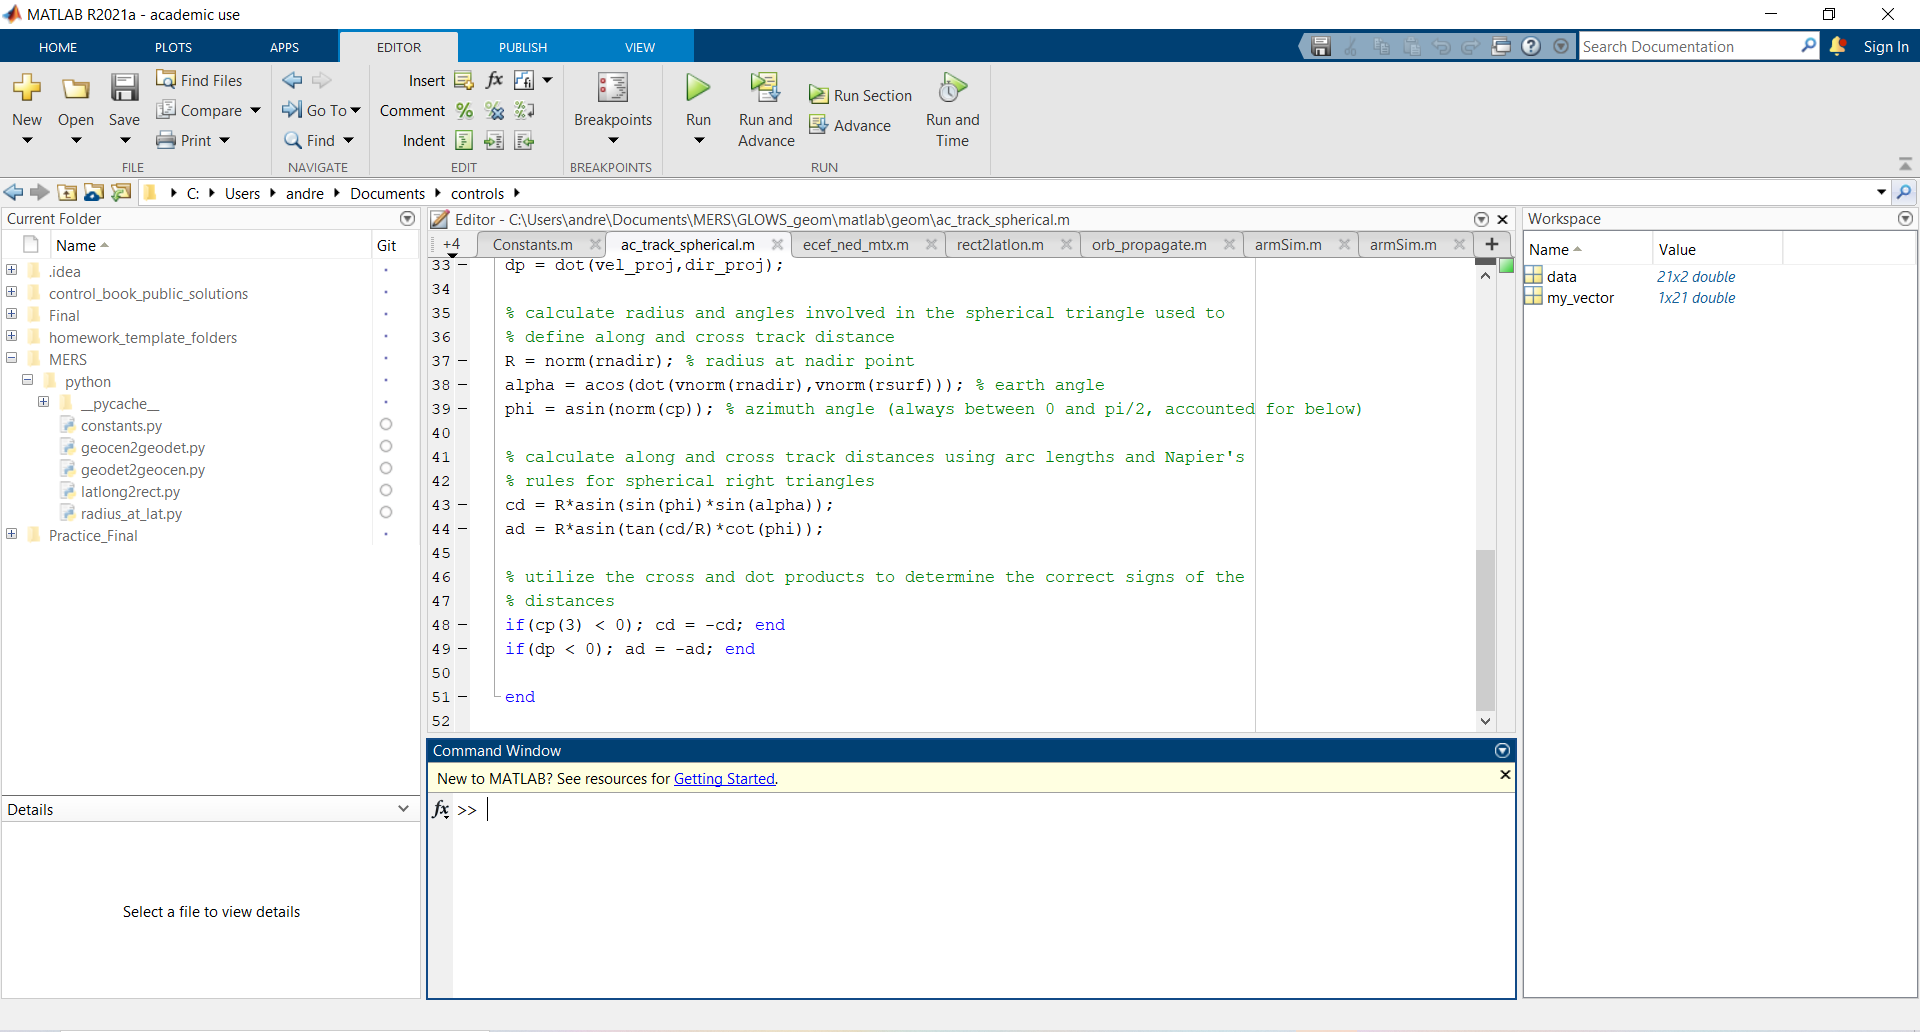 MATLAB R2021a - academic use
HOME PLOTS APPS EDITOR PUBLISH VIEW Search Documentation Sign In
New Open Save Find Files Compare Print FILE
Go To Find NAVIGATE
Insert fx fi
Comment % % %
Indent
EDIT
Breakpoints BREAKPOINTS
Run Run and Advance Run Section Advance Run and Time RUN
C: Users andre Documents controls
Current Folder
Name Git
.idea
control_book_public_solutions
Final
homework_template_folders
MERS
python
__pycache__
constants.py
geocen2geodet.py
geodet2geocen.py
latlong2rect.py
radius_at_lat.py
Practice_Final
Details
Select a file to view details
Editor - C:\Users\andre\Documents\MERS\GLOWS_geom\matlab\geom\ac_track_spherical.m
+4 Constants.m ac_track_spherical.m ecef_ned_mtx.m rect2latlon.m orb_propagate.m armSim.m armSim.m
33 dp = dot(vel_proj,dir_proj);
34
35 % calculate radius and angles involved in the spherical triangle used to
36 % define along and cross track distance
37 R = norm(rnadir); % radius at nadir point
38 alpha = acos(dot(vnorm(rnadir),vnorm(rsurf))); % earth angle
39 phi = asin(norm(cp)); % azimuth angle (always between 0 and pi/2, accounted for below)
40
41 % calculate along and cross track distances using arc lengths and Napier's
42 % rules for spherical right triangles
43 cd = R*asin(sin(phi)*sin(alpha));
44 ad = R*asin(tan(cd/R)*cot(phi));
45
46 % utilize the cross and dot products to determine the correct signs of the
47 % distances
48 if(cp(3) < 0); cd = -cd; end
49 if(dp < 0); ad = -ad; end
50
51 end
52
Command Window
New to MATLAB? See resources for Getting Started.
fx >>
Workspace
Name Value
data 21x2 double
my_vector 1x21 double